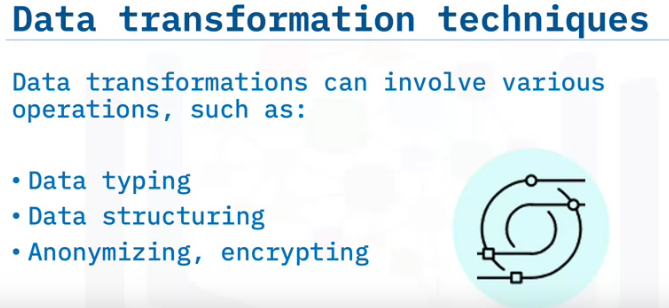 Data transformation techniques
Data transformations can involve various
operations, such as:
• Data typing
• Data structuring
• Anonymizing, encrypting